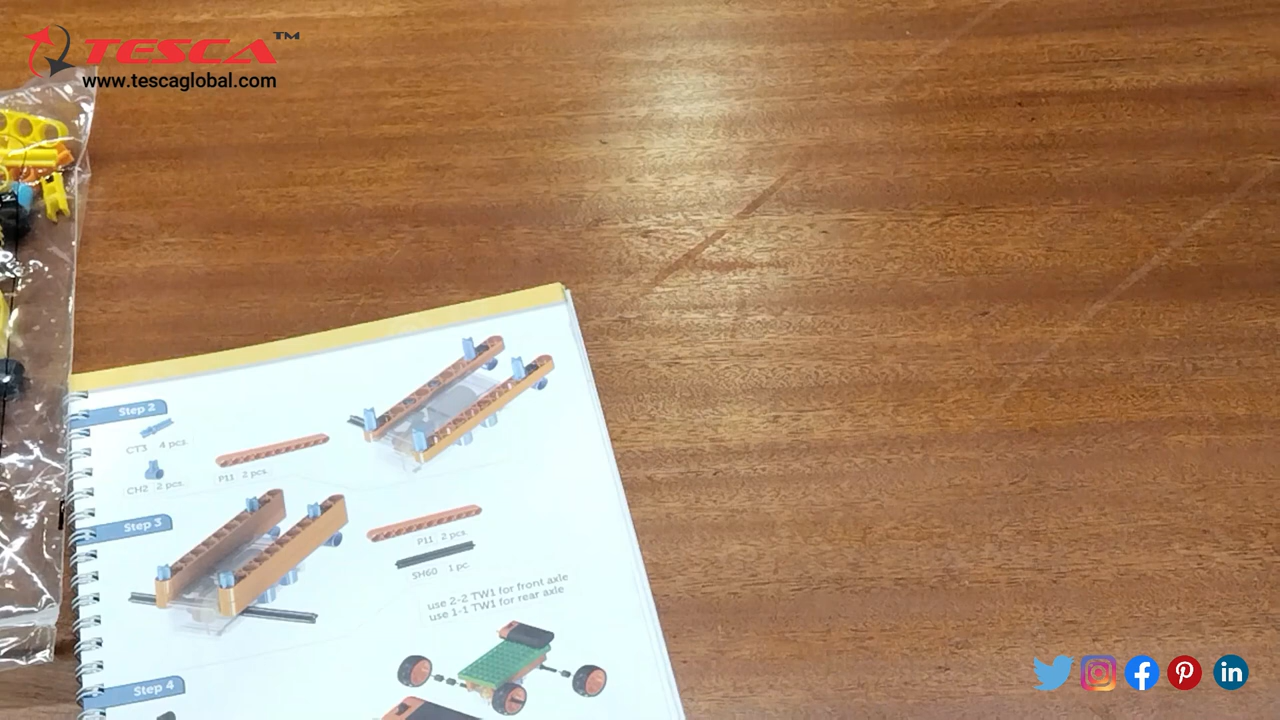 TESCA™
www.tescaglobal.com
Step 2
CT3 4 pcs.
CH2 2 pcs.
P11 2 pcs.
Step 3
P11 2 pcs.
SH60 1 pc.
use 2-2 TW1 for front axle
use 1-1 TW1 for rear axle
Step 4